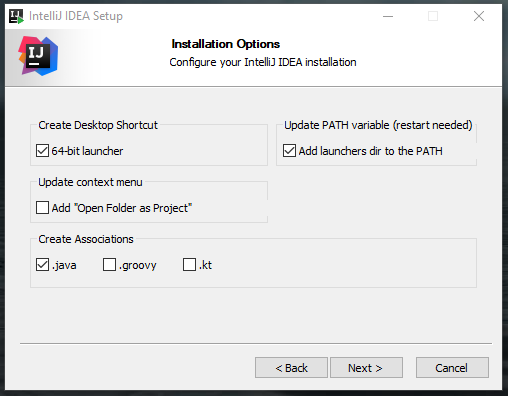 IntelliJ IDEA Setup
IJ
IJ
Installation Options
Configure your IntelliJ IDEA installation
Create Desktop Shortcut
64-bit launcher
Update PATH variable (restart needed)
Add launchers dir to the PATH
Update context menu
Add "Open Folder as Project"
Create Associations
.java .groovy .kt
< Back Next > Cancel